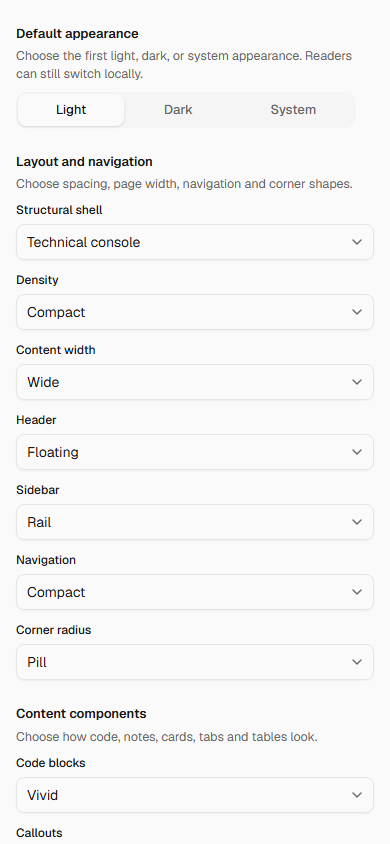 Default appearance
Choose the first light, dark, or system appearance. Readers
can still switch locally.
Light Dark System
Layout and navigation
Choose spacing, page width, navigation and corner shapes.
Structural shell
Technical console
Density
Compact
Content width
Wide
Header
Floating
Sidebar
Rail
Navigation
Compact
Corner radius
Pill
Content components
Choose how code, notes, cards, tabs and tables look.
Code blocks
Vivid
Callouts